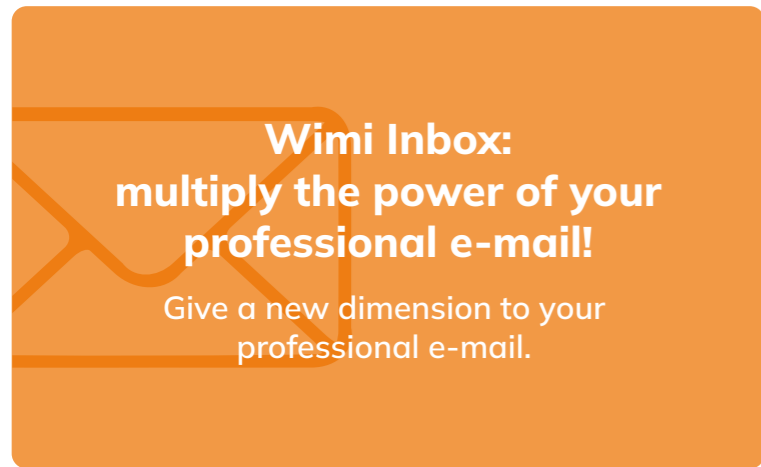 Wimi Inbox:
multiply the power of your
professional e-mail!
Give a new dimension to your
professional e-mail.